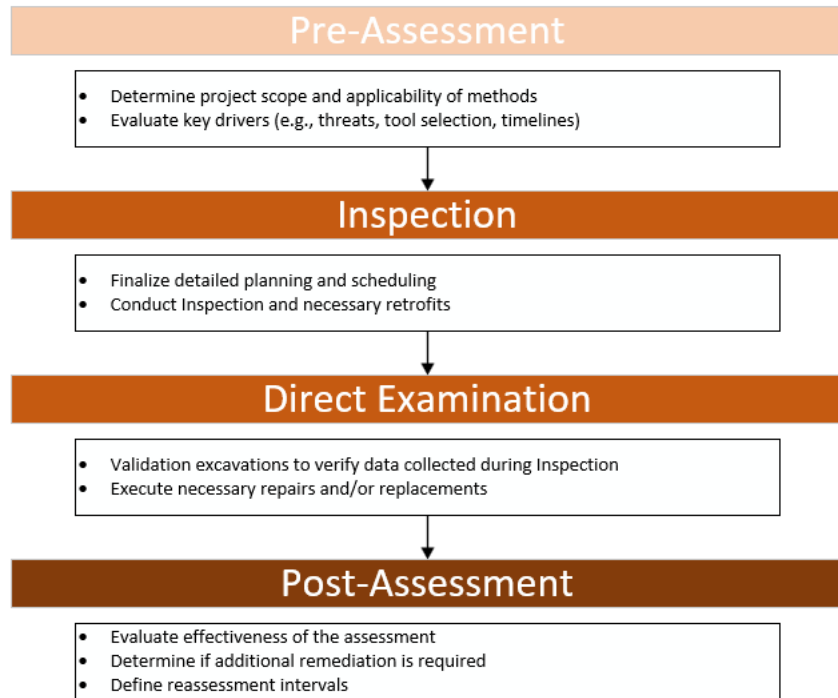 Pre-Assessment
• Determine project scope and applicability of methods
• Evaluate key drivers (e.g., threats, tool selection, timelines)
Inspection
• Finalize detailed planning and scheduling
• Conduct Inspection and necessary retrofits
Direct Examination
• Validation excavations to verify data collected during Inspection
• Execute necessary repairs and/or replacements
Post-Assessment
• Evaluate effectiveness of the assessment
• Determine if additional remediation is required
• Define reassessment intervals